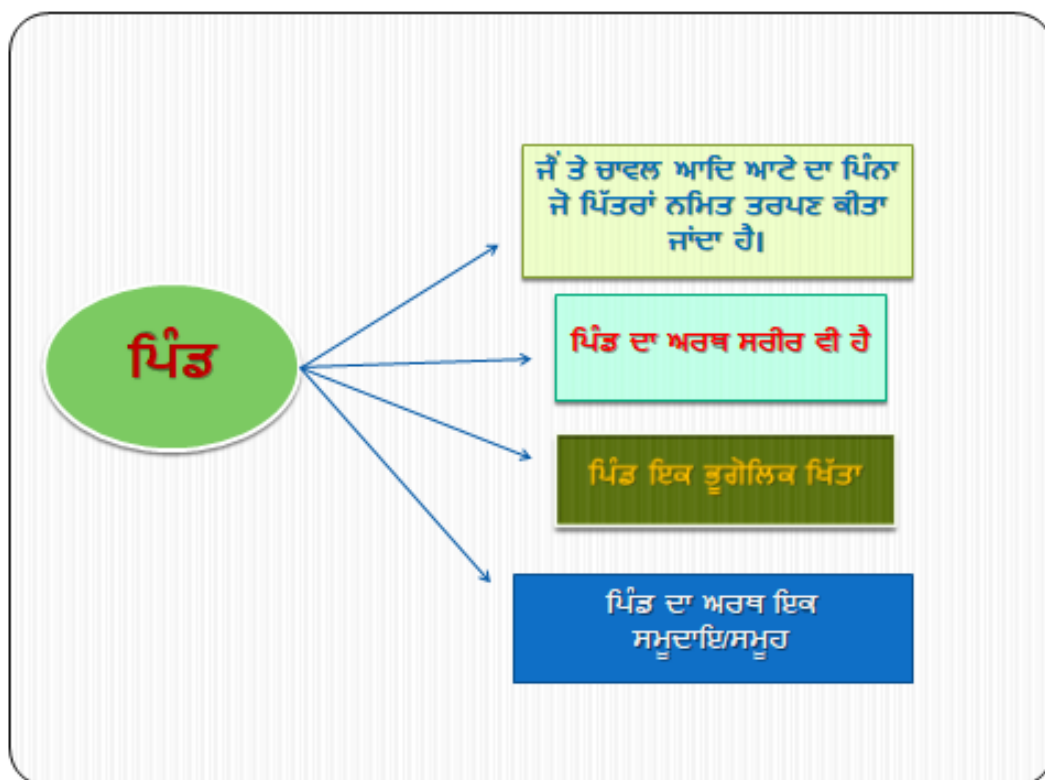 ਪਿੰਡ
ਜੌਂ ਤੇ ਚਾਵਲ ਆਦਿ ਆਟੇ ਦਾ ਪਿੰਨਾ
ਜੋ ਪਿੱਤਰਾਂ ਨਮਿਤ ਤਰਪਣ ਕੀਤਾ
ਜਾਂਦਾ ਹੈ।
ਪਿੰਡ ਦਾ ਅਰਥ ਸਰੀਰ ਵੀ ਹੈ
ਪਿੰਡ ਇਕ ਭੂਗੋਲਿਕ ਖਿੱਤਾ
ਪਿੰਡ ਦਾ ਅਰਥ ਇਕ
ਸਮੂਦਾਇ/ਸਮੂਹ